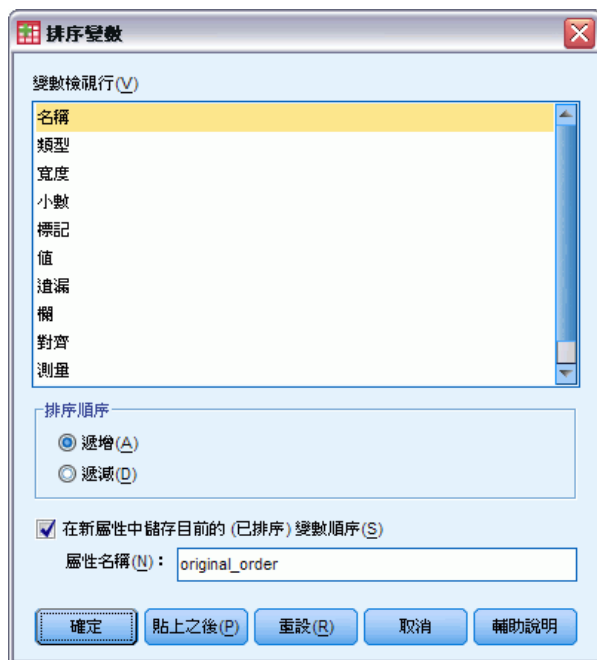 排序變數
變數檢視行(V)
名稱
類型
寬度
小數
標記
值
遺漏
欄
對齊
測量
排序順序
遞增(A)
遞減(D)
在新屬性中儲存目前的 (已排序) 變數順序(S)
屬性名稱(N)： original_order
確定 貼上之後(P) 重設(R) 取消 輔助說明